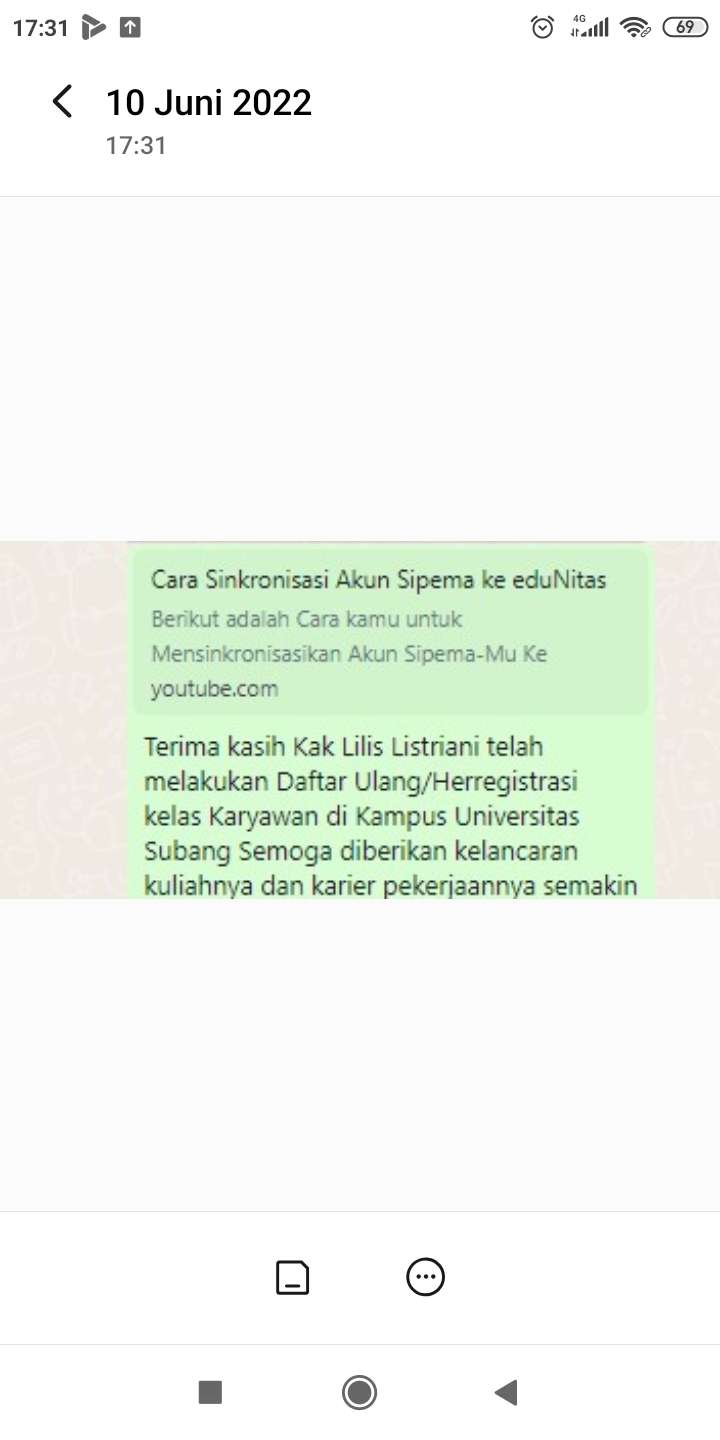 17:31
4G
69
10 Juni 2022
17:31
Cara Sinkronisasi Akun Sipema ke eduNitas
Berikut adalah Cara kamu untuk
Mensinkronisasikan Akun Sipema-Mu Ke
youtube.com
Terima kasih Kak Lilis Listriani telah
melakukan Daftar Ulang/Herregistrasi
kelas Karyawan di Kampus Universitas
Subang Semoga diberikan kelancaran
kuliahnya dan karier pekerjaannya semakin